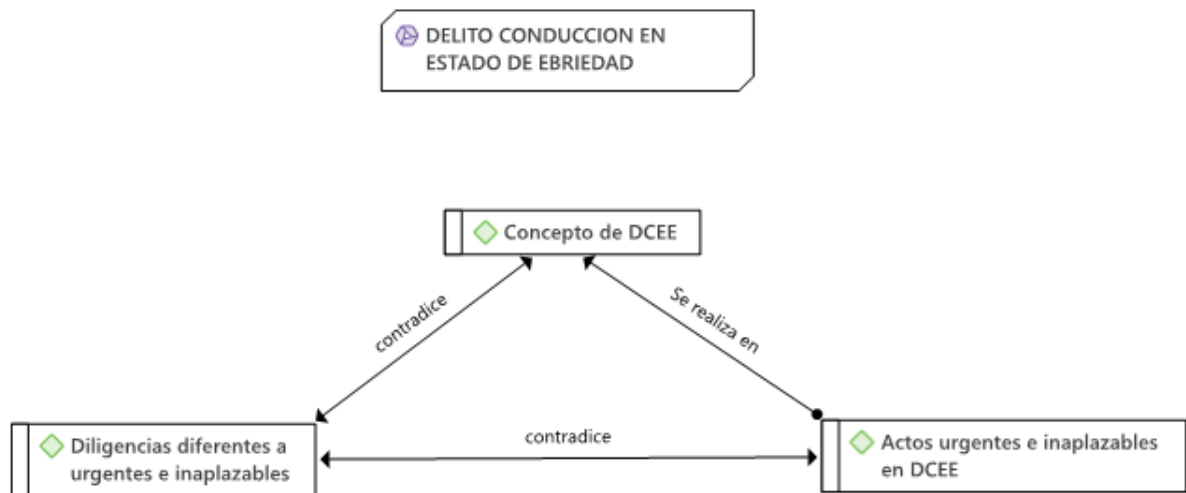 DELITO CONDUCCION EN
ESTADO DE EBRIEDAD
Concepto de DCEE
contradice
Se realiza en
Diligencias diferentes a
urgentes e inaplazables
contradice
Actos urgentes e inaplazables
en DCEE